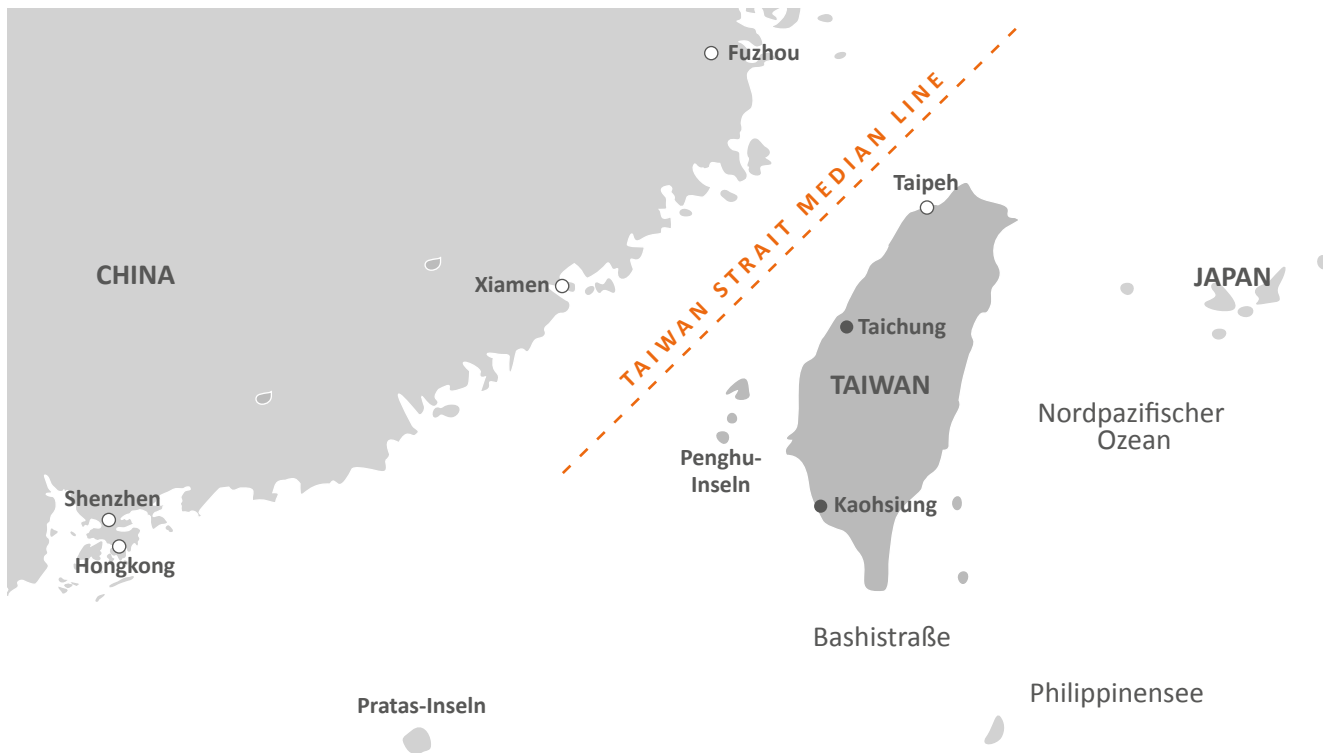 Fuzhou
TAIWAN STRAIT MEDIAN LINE
Taipeh
CHINA
Xiamen
JAPAN
Taichung
TAIWAN
Nordpazifischer
Ozean
Penghu-
Inseln
Shenzhen
Kaohsiung
Hongkong
Bashistraße
Philippinensee
Pratas-Inseln